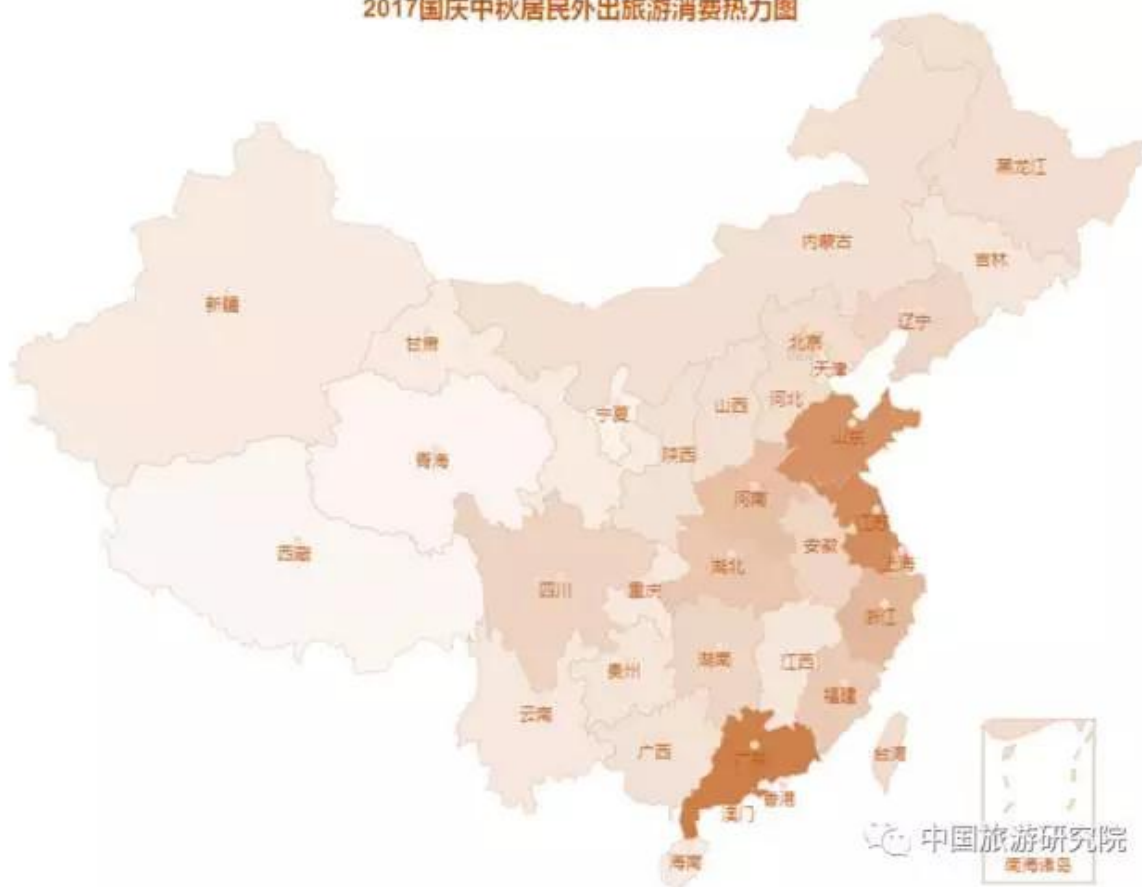 2017国庆中秋居民外出旅游消费热力图
黑龙江
内蒙古
吉林
新疆
辽宁
甘肃
北京
天津
山西
河北
宁夏
山东
陕西
青海
河南
江苏
安徽
西藏
上海
湖北
四川
重庆
浙江
湖南
江西
贵州
福建
云南
广西
广东
台湾
香港
澳门
中国旅游研究院
海南
南海诸岛